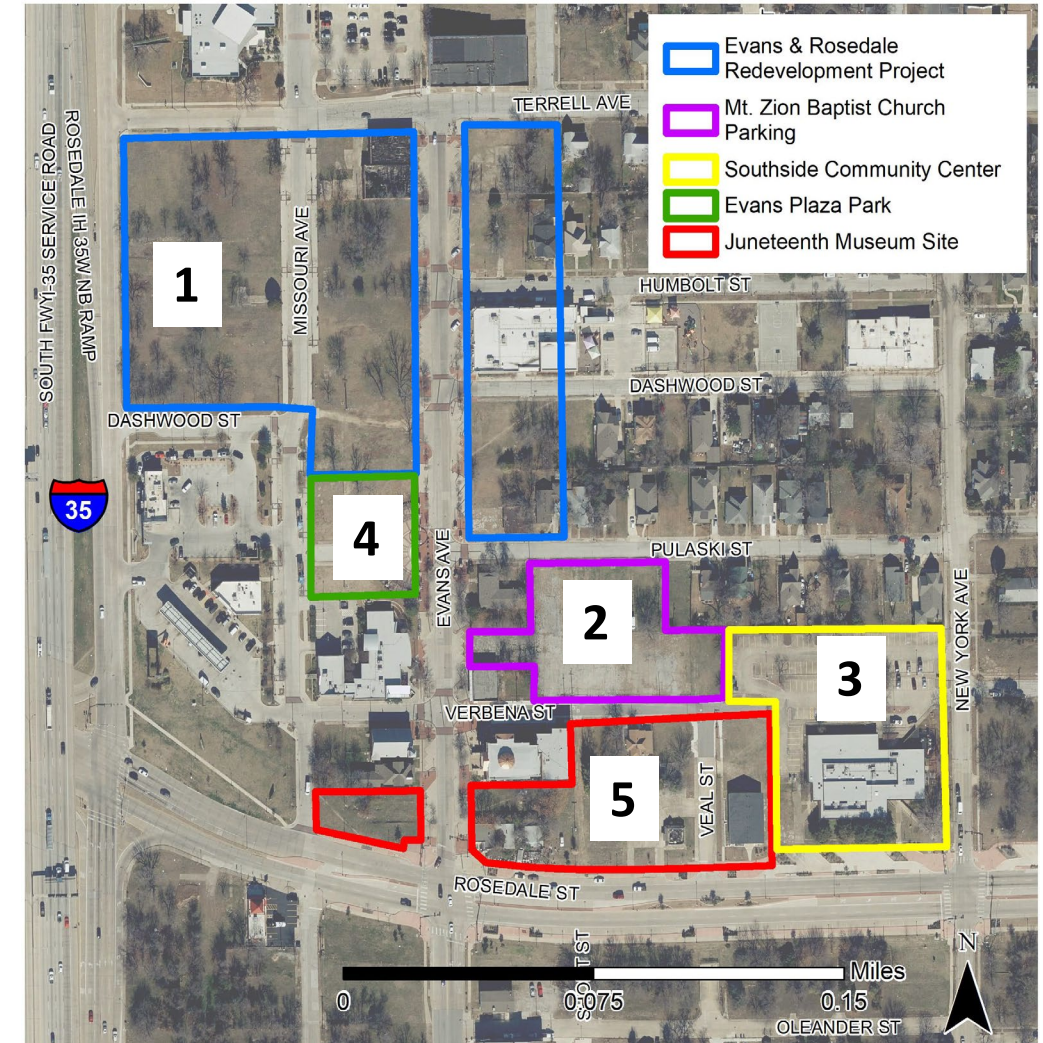 Evans & Rosedale
Redevelopment Project
Mt. Zion Baptist Church
Parking
Southside Community Center
Evans Plaza Park
Juneteenth Museum Site
TERRELL AVE
SOUTH FWY/I-35 SERVICE ROAD
ROSEDALE IH 35W NB RAMP
MISSOURI AVE
1
HUMBOLT ST
DASHWOOD ST
DASHWOOD ST
35
4
EVANS AVE
PULASKI ST
2
NEW YORK AVE
3
VERBENA ST
5
VEAL ST
ROSEDALE ST
SHORT ST
N
Miles
0
0.075
0.15
OLEANDER ST